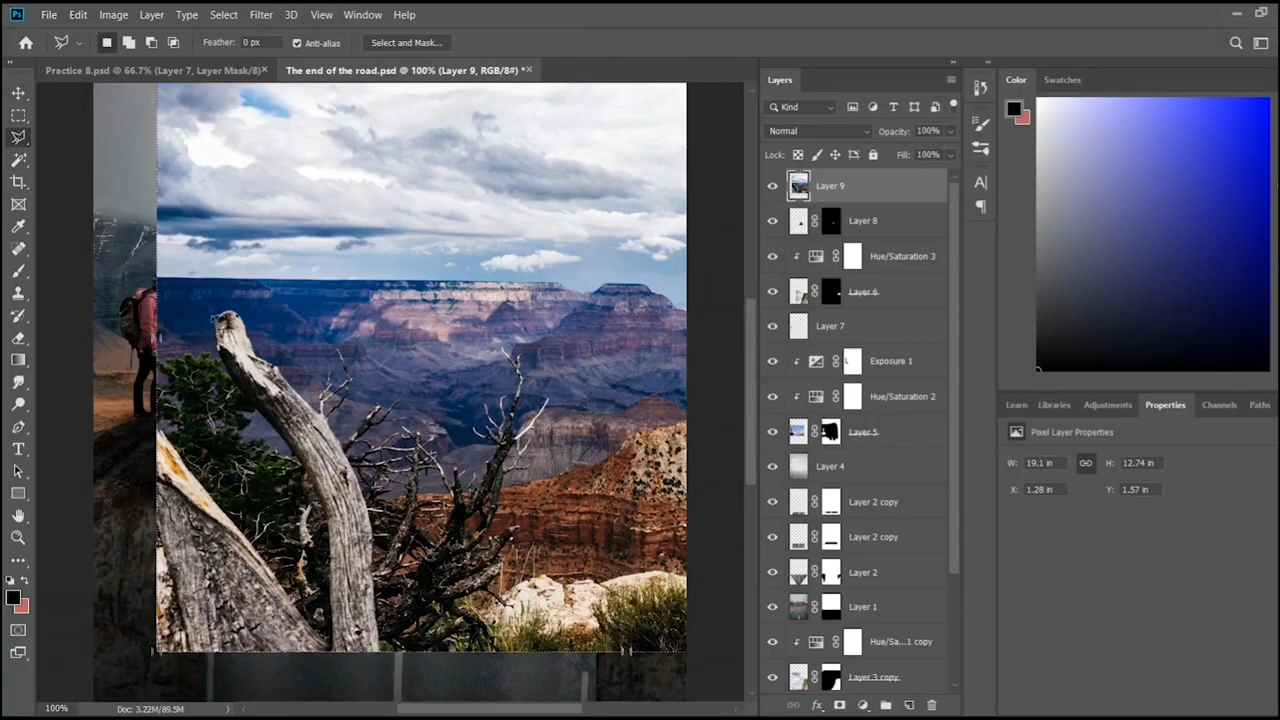 Ps File Edit Image Layer Type Select Filter 3D View Window Help
Feather: 0 px Anti-alias Select and Mask...
Practice 8.psd @ 66.7% (Layer 7, Layer Mask/8) × The end of the road.psd @ 100% (Layer 9, RGB/8#) * ×
Layers
Kind
Normal Opacity: 100%
Lock: Fill: 100%
Layer 9
Layer 8
Hue/Saturation 3
Layer 6
Layer 7
Exposure 1
Hue/Saturation 2
Layer 5
Layer 4
Layer 2 copy
Layer 2 copy
Layer 2
Layer 1
Hue/Sa...1 copy
Layer 3 copy
fx
Color Swatches
Learn Libraries Adjustments Properties Channels Paths
Pixel Layer Properties
W: 19.1 in H: 12.74 in
X: 1.28 in Y: 1.57 in
100% Doc: 3.22M/89.5M